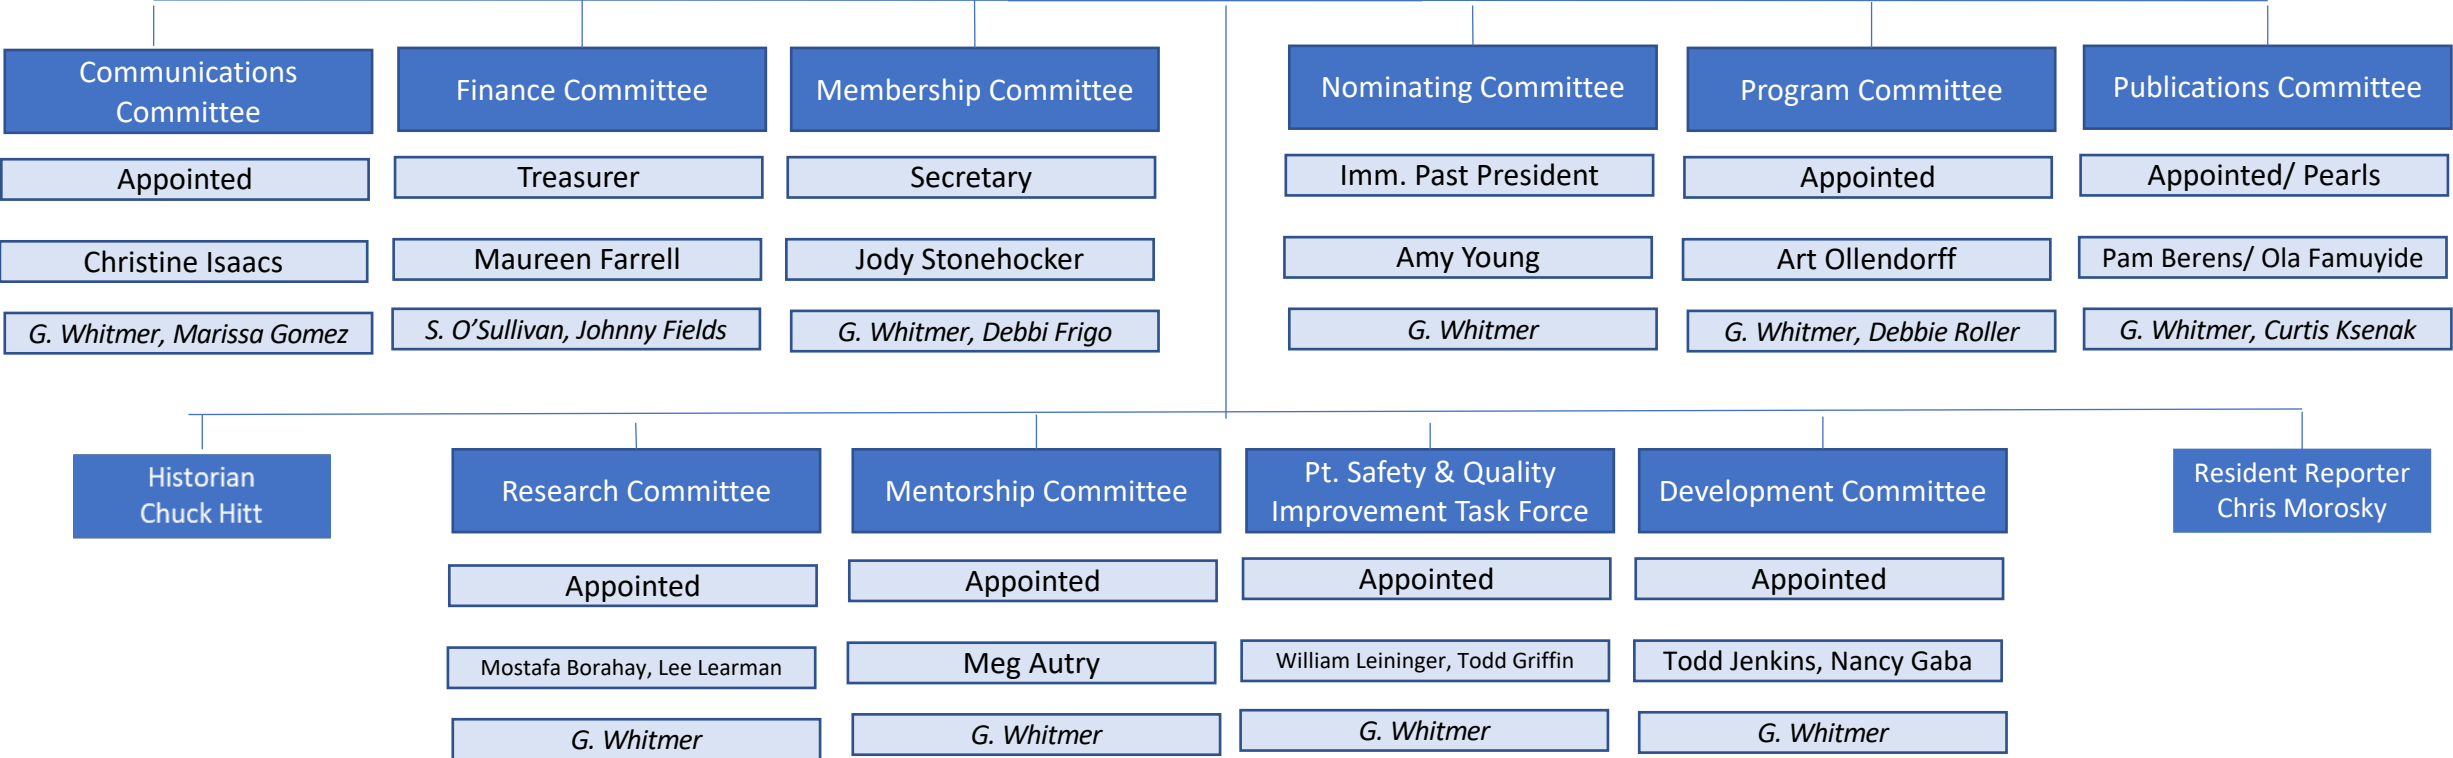 Communications
Committee
Appointed
Christine Isaacs
G. Whitmer, Marissa Gomez
Finance Committee
Treasurer
Maureen Farrell
S. O’Sullivan, Johnny Fields
Membership Committee
Secretary
Jody Stonehocker
G. Whitmer, Debbi Frigo
Nominating Committee
Imm. Past President
Amy Young
G. Whitmer
Program Committee
Appointed
Art Ollendorff
G. Whitmer, Debbie Roller
Publications Committee
Appointed/ Pearls
Pam Berens/ Ola Famuyide
G. Whitmer, Curtis Ksenak
Historian
Chuck Hitt
Research Committee
Appointed
Mostafa Borahay, Lee Learman
G. Whitmer
Mentorship Committee
Appointed
Meg Autry
G. Whitmer
Pt. Safety & Quality
Improvement Task Force
Appointed
William Leininger, Todd Griffin
G. Whitmer
Development Committee
Appointed
Todd Jenkins, Nancy Gaba
G. Whitmer
Resident Reporter
Chris Morosky